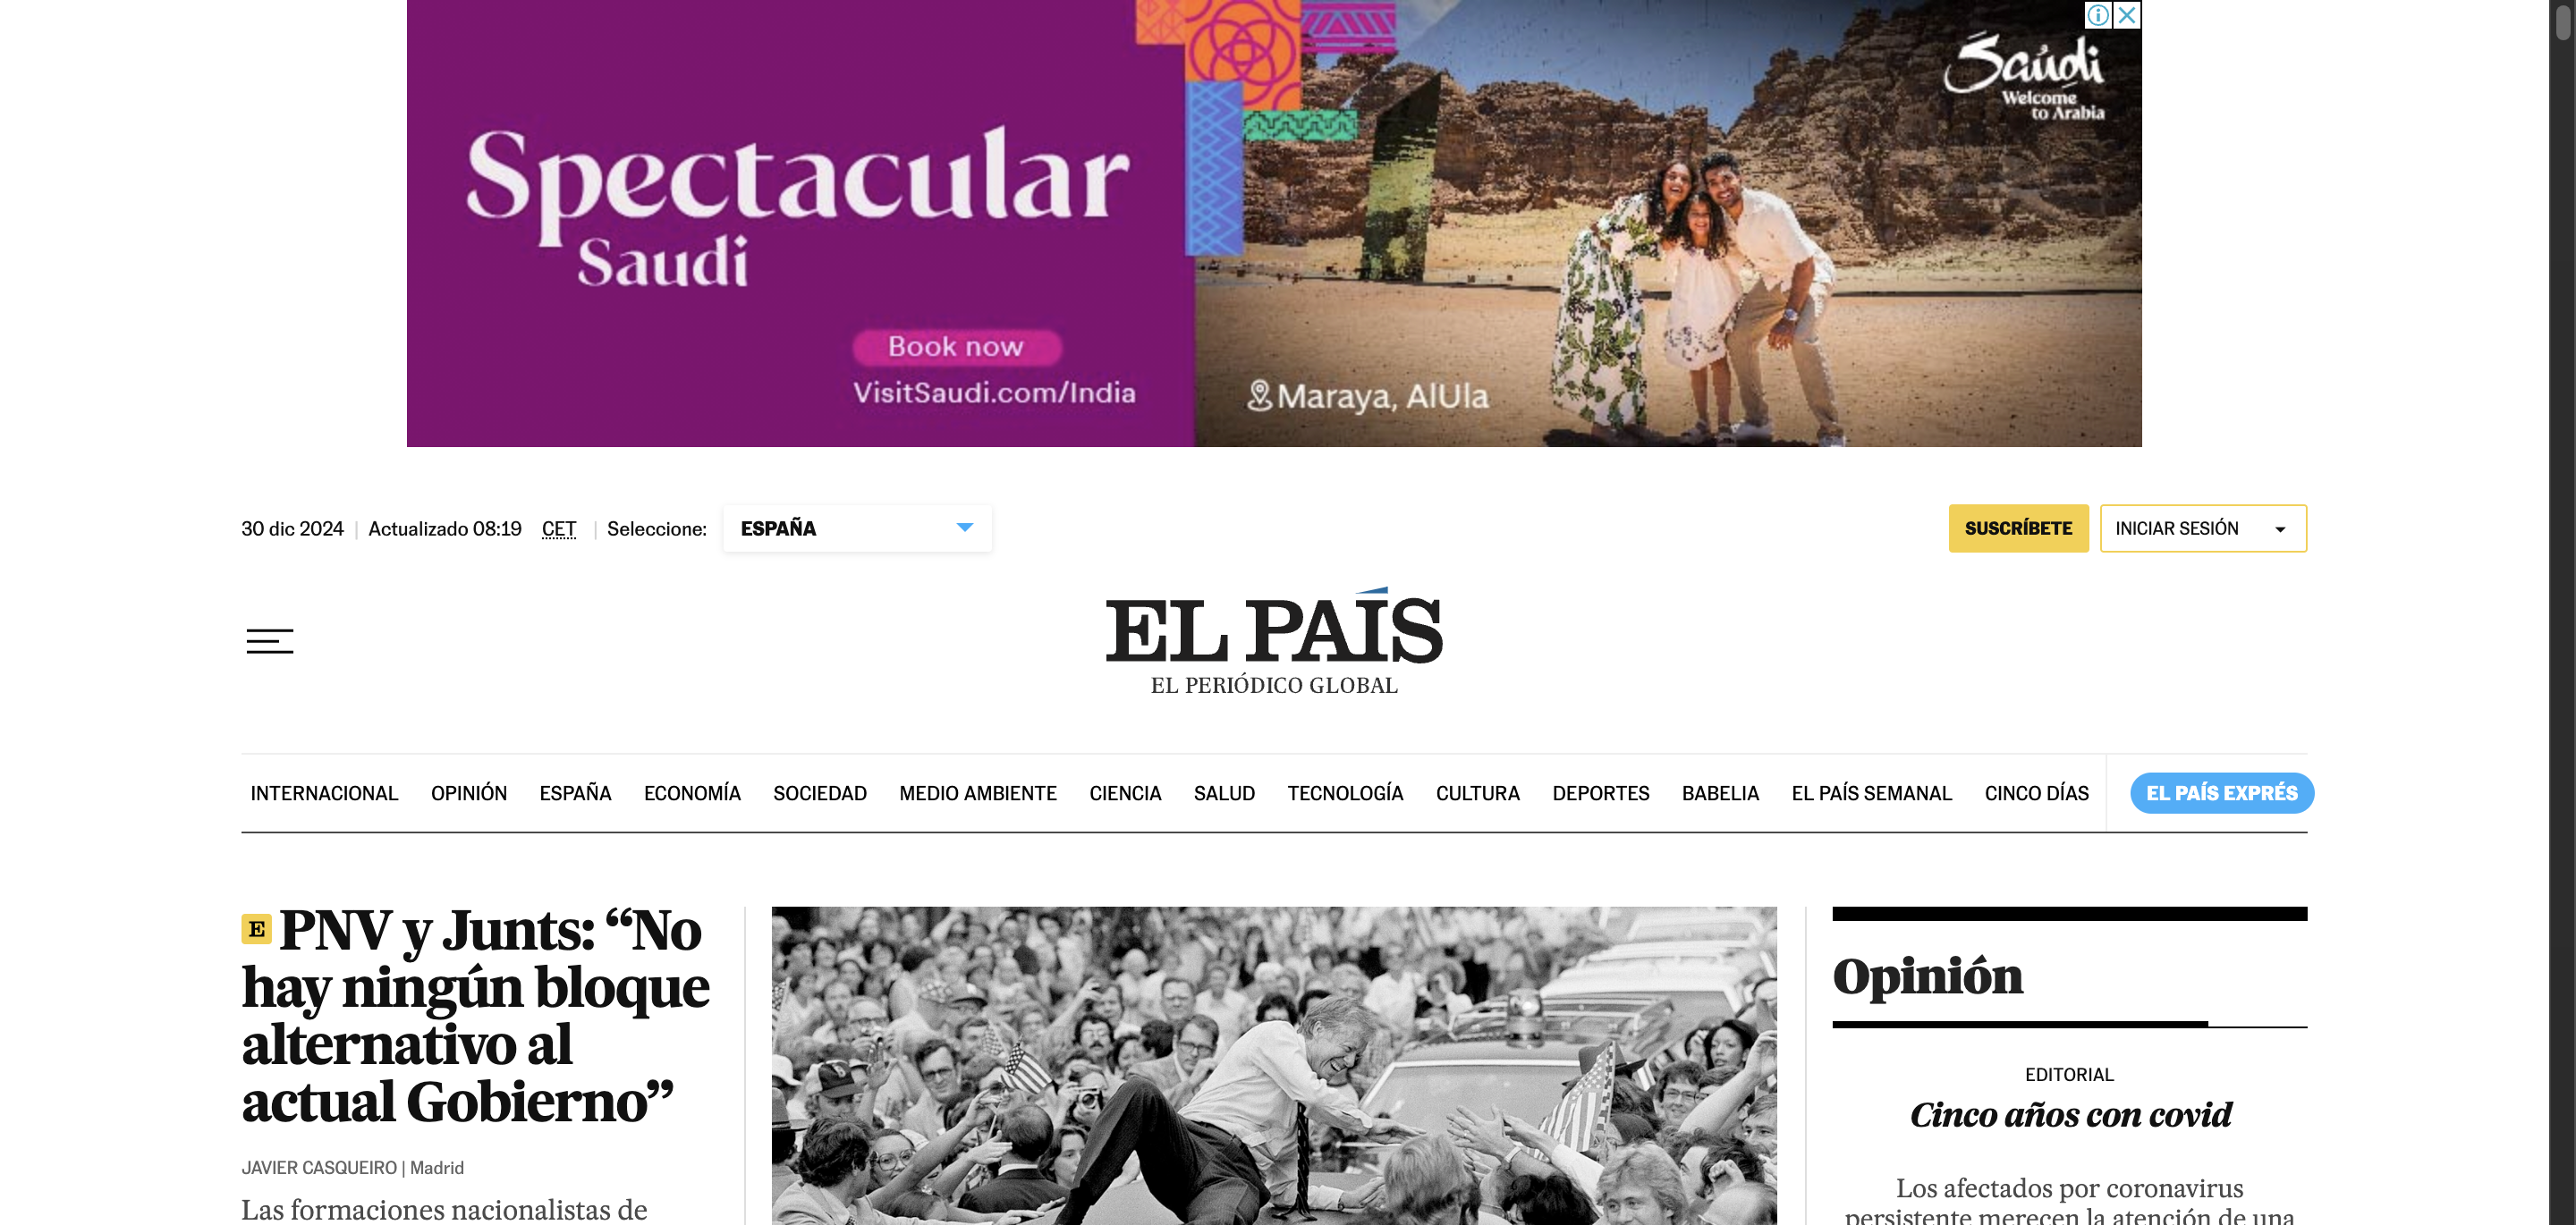 Spectacular
Saudi
Book now
VisitSaudi.com/India
Maraya, AlUla
Saudi
Welcome
to Arabia
30 dic 2024 | Actualizado 08:19 CET | Seleccione: ESPAÑA
SUSCRÍBETE INICIAR SESIÓN
EL PAÍS
EL PERIÓDICO GLOBAL
INTERNACIONAL OPINIÓN ESPAÑA ECONOMÍA SOCIEDAD MEDIO AMBIENTE CIENCIA SALUD TECNOLOGÍA CULTURA DEPORTES BABELIA EL PAÍS SEMANAL CINCO DÍAS EL PAÍS EXPRÉS
E PNV y Junts: “No
hay ningún bloque
alternativo al
actual Gobierno”
JAVIER CASQUEIRO | Madrid
Las formaciones nacionalistas de
Opinión
EDITORIAL
Cinco años con covid
Los afectados por coronavirus
persistente merecen la atención de una